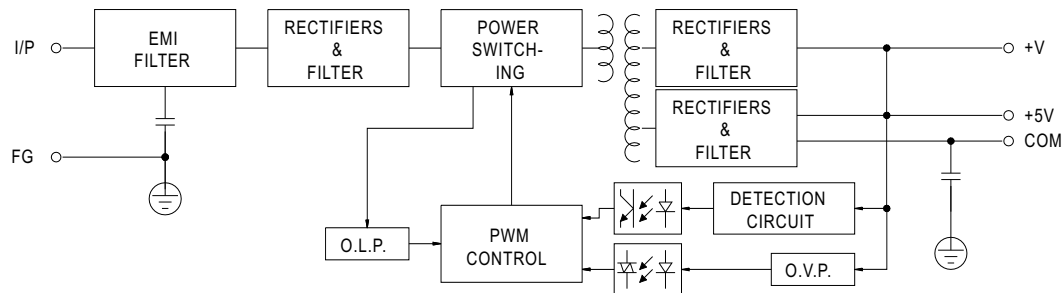 I/P
EMI
FILTER
RECTIFIERS
&
FILTER
POWER
SWITCH-
ING
RECTIFIERS
&
FILTER
+V
RECTIFIERS
&
FILTER
+5V
COM
FG
DETECTION
CIRCUIT
O.L.P.
PWM
CONTROL
O.V.P.